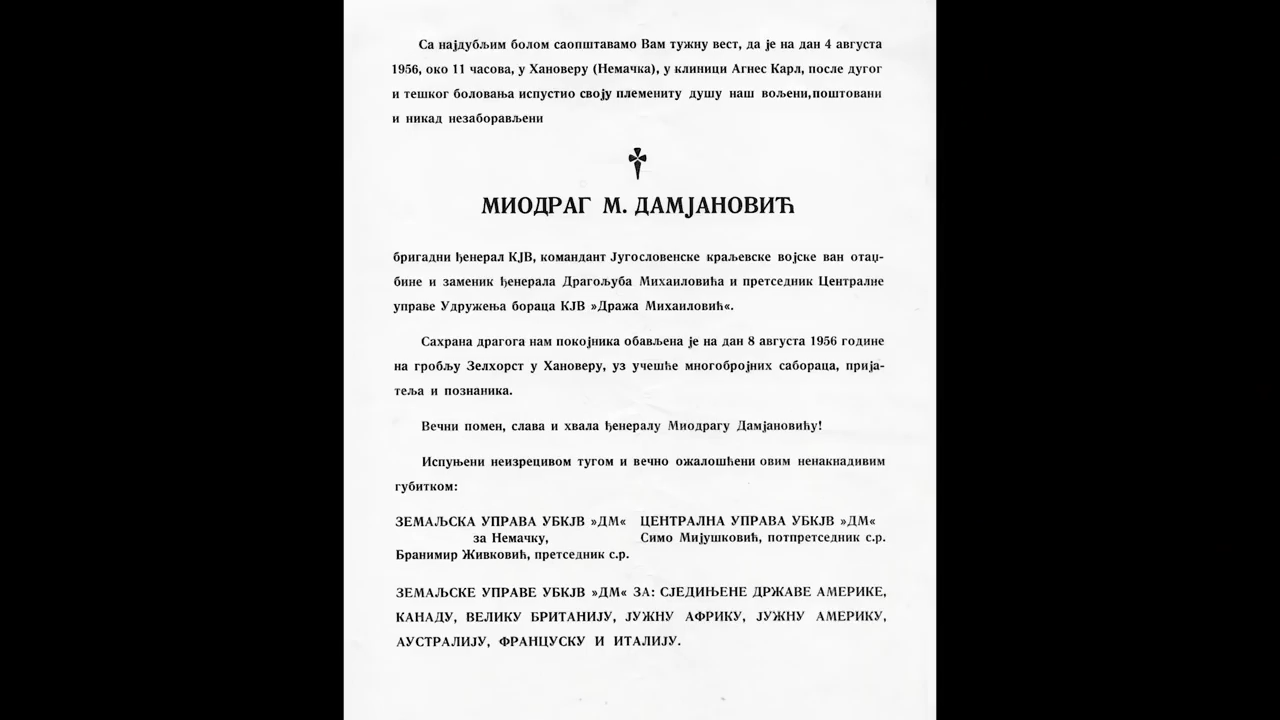 Са најдубљим болом саопштавамо Вам тужну вест, да је на дан 4 августа
1956, око 11 часова, у Хановеру (Немачка), у клиници Агнес Карл, после дугог
и тешког боловања испустио своју племениту душу наш вољени,поштовани
и никад незаборављени
МИОДРАГ М. ДАМЈАНОВИЋ
бригадни ђенерал КЈВ, командант Југословенске краљевске војске ван отаџ-
бине и заменик ђенерала Драгољуба Михаиловића и претседник Централне
управе Удружења бораца КЈВ »Дража Михаиловић«.
Сахрана драгога нам покојника обављена је на дан 8 августа 1956 године
на гробљу Зелхорст у Хановеру, уз учешће многобројних сабораца, прија-
теља и познаника.
Вечни помен, слава и хвала ђенералу Миодрагу Дамјановићу!
Испуњени неизрецивом тугом и вечно ожалошћени овим ненакнадивим
губитком:
ЗЕМАЉСКА УПРАВА УБКЈВ »ДМ« ЦЕНТРАЛНА УПРАВА УБКЈВ »ДМ«
за Немачку, Симо Мијушковић, потпретседник с.р.
Бранимир Живковић, претседник с.р.
ЗЕМАЉСКЕ УПРАВЕ УБКЈВ »ДМ« ЗА: СЈЕДИЊЕНЕ ДРЖАВЕ АМЕРИКЕ,
КАНАДУ, ВЕЛИКУ БРИТАНИЈУ, ЈУЖНУ АФРИКУ, ЈУЖНУ АМЕРИКУ,
АУСТРАЛИЈУ, ФРАНЦУСКУ И ИТАЛИЈУ.